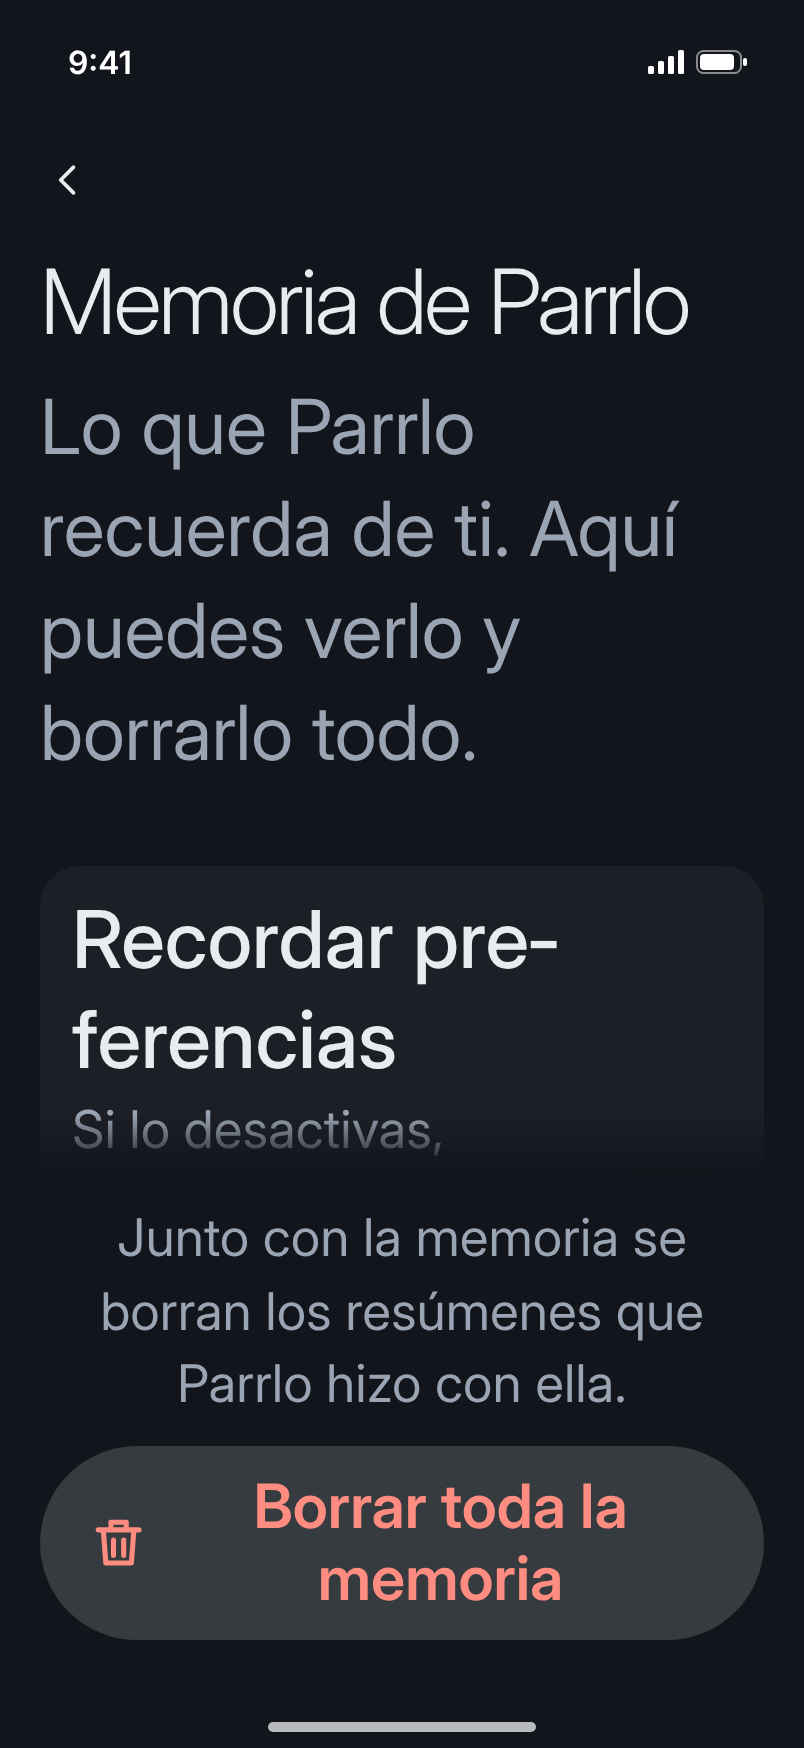 9:41
Memoria de Parrlo
Lo que Parrlo
recuerda de ti. Aquí
puedes verlo y
borrarlo todo.
Recordar pre-
ferencias
Si lo desactivas,
Junto con la memoria se
borran los resúmenes que
Parrlo hizo con ella.
Borrar toda la
memoria